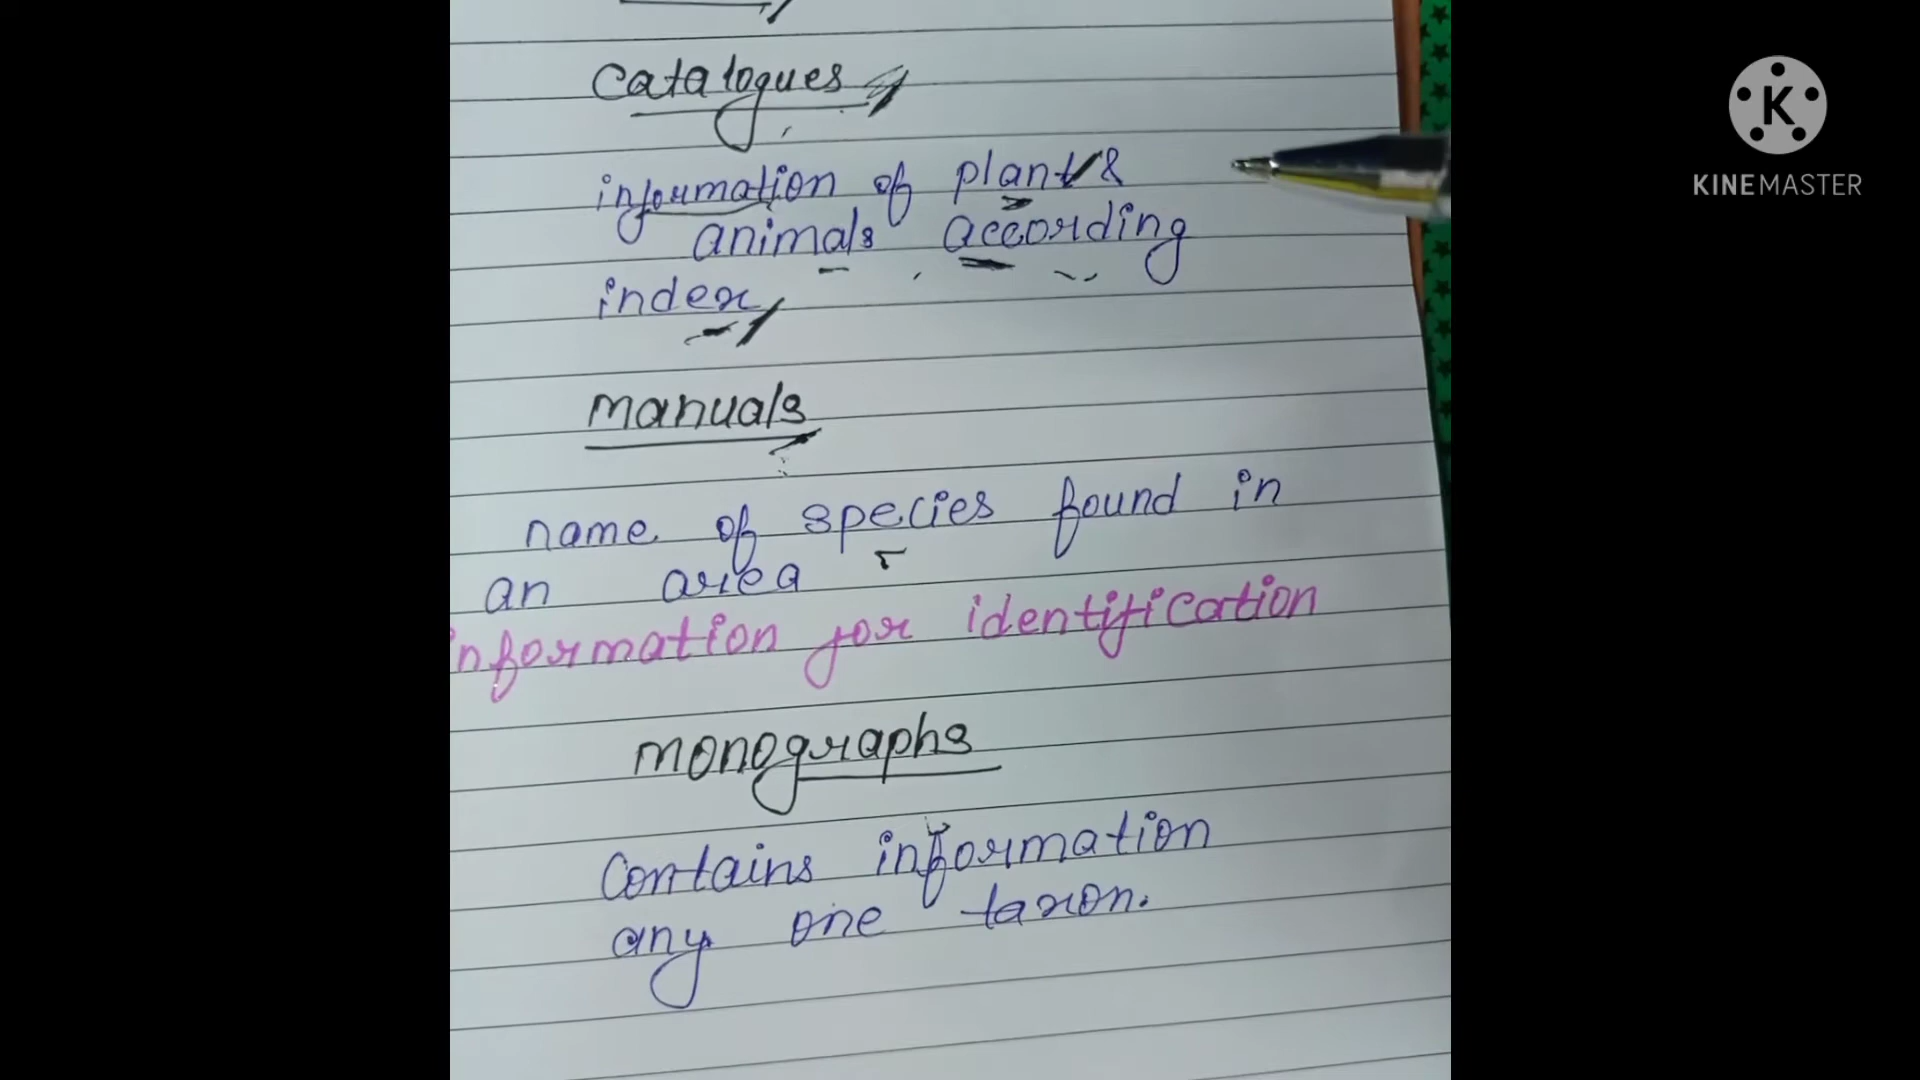 Catalogues
information of plant &
animals according
index
KINEMASTER
manuals
name of species found in
an area
information for identification
monographs
Contains information
any one taxon.